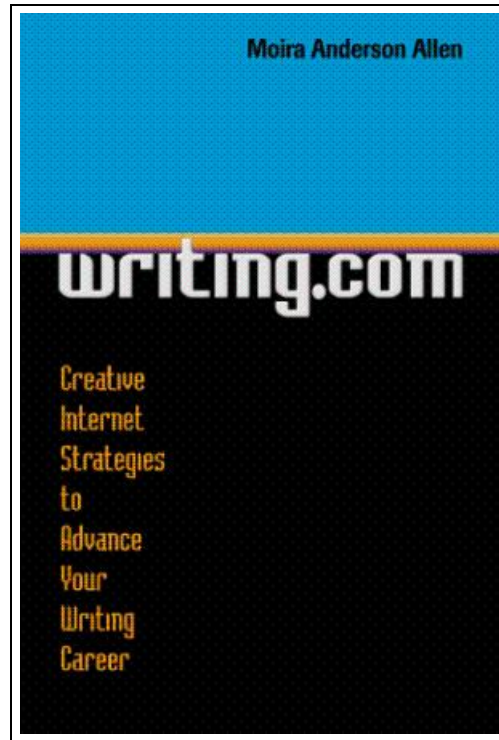 Moira Anderson Allen
writing.com
Creative
Internet
Strategies
to
Advance
Your
Writing
Career